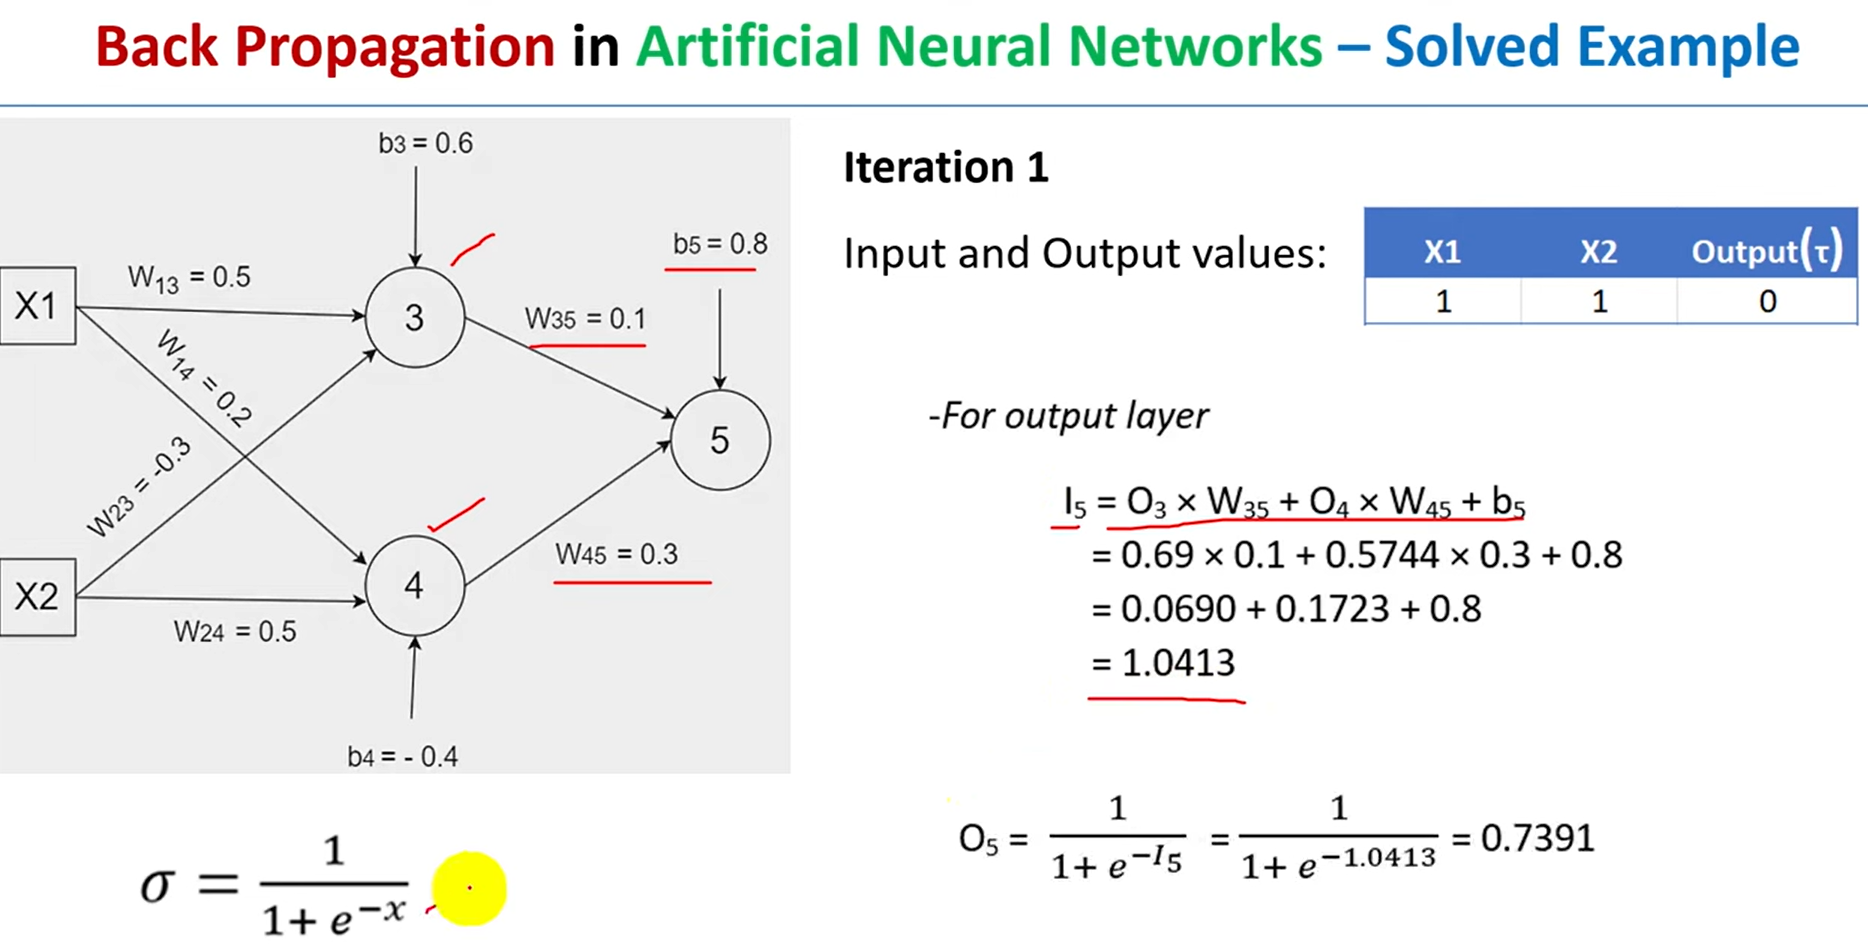 Back Propagation in Artificial Neural Networks – Solved Example
b3 = 0.6
b5 = 0.8
X1
W13 = 0.5
3
W35 = 0.1
W14 = 0.2
5
W23 = -0.3
W45 = 0.3
4
X2
W24 = 0.5
b4 = - 0.4
σ = 1 / 1+ e^−x
Iteration 1
Input and Output values:
X1 X2 Output(τ)
1 1 0
-For output layer
I5 = O3 × W35 + O4 × W45 + b5
= 0.69 × 0.1 + 0.5744 × 0.3 + 0.8
= 0.0690 + 0.1723 + 0.8
= 1.0413
O5 = 1 / 1+ e^−I5 = 1 / 1+ e^−1.0413 = 0.7391